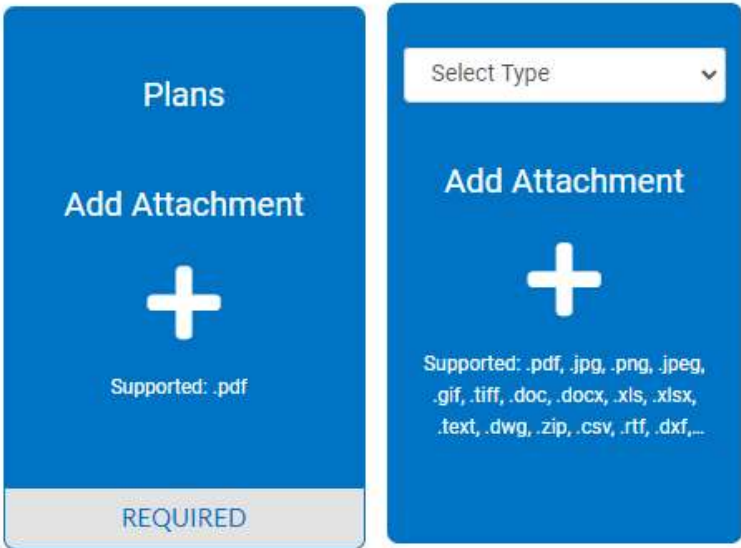 Plans
Add Attachment
Supported: .pdf
REQUIRED
Select Type
Add Attachment
Supported: .pdf, .jpg, .png, .jpeg,
.gif, .tiff, .doc, .docx, .xls, .xlsx,
.text, .dwg, .zip, .csv, .rtf, .dxf,...